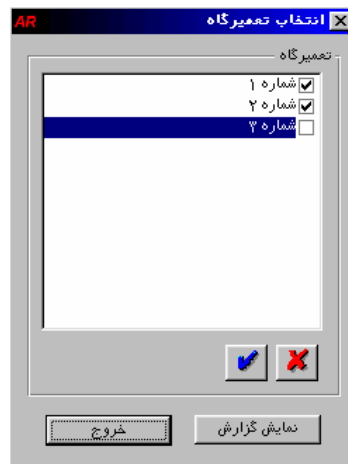 انتخاب تعمیرگاه
AR
تعمیرگاه
شماره ۱
شماره ۲
شماره ۳
نمایش گزارش
خروج